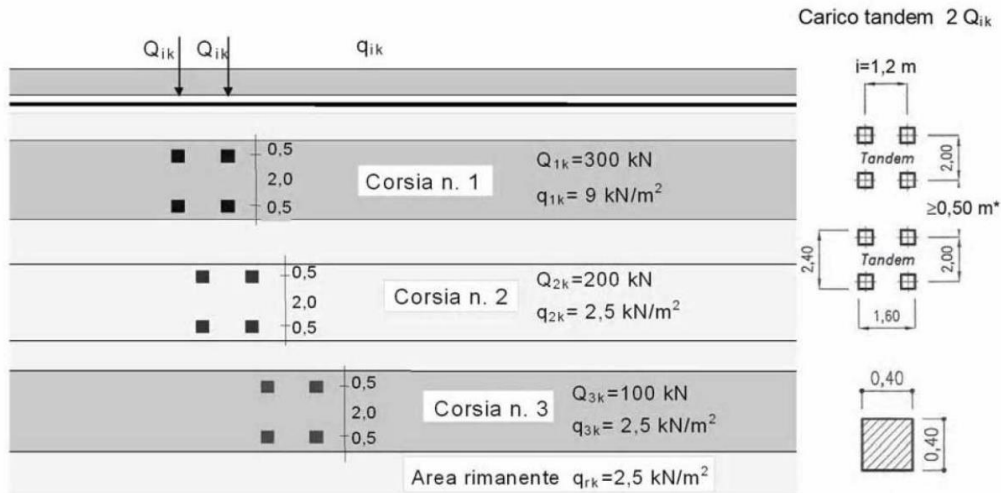 Carico tandem 2 Qik
Qik Qik qik
i=1,2 m
0,5
2,0
0,5
Corsia n. 1
Q1k=300 kN
q1k= 9 kN/m²
Tandem
2,00
≥0,50 m*
0,5
2,0
0,5
Corsia n. 2
Q2k=200 kN
q2k= 2,5 kN/m²
2,40
Tandem
2,00
1,60
0,5
2,0
0,5
Corsia n. 3
Q3k=100 kN
q3k= 2,5 kN/m²
0,40
0,40
Area rimanente qrk=2,5 kN/m²